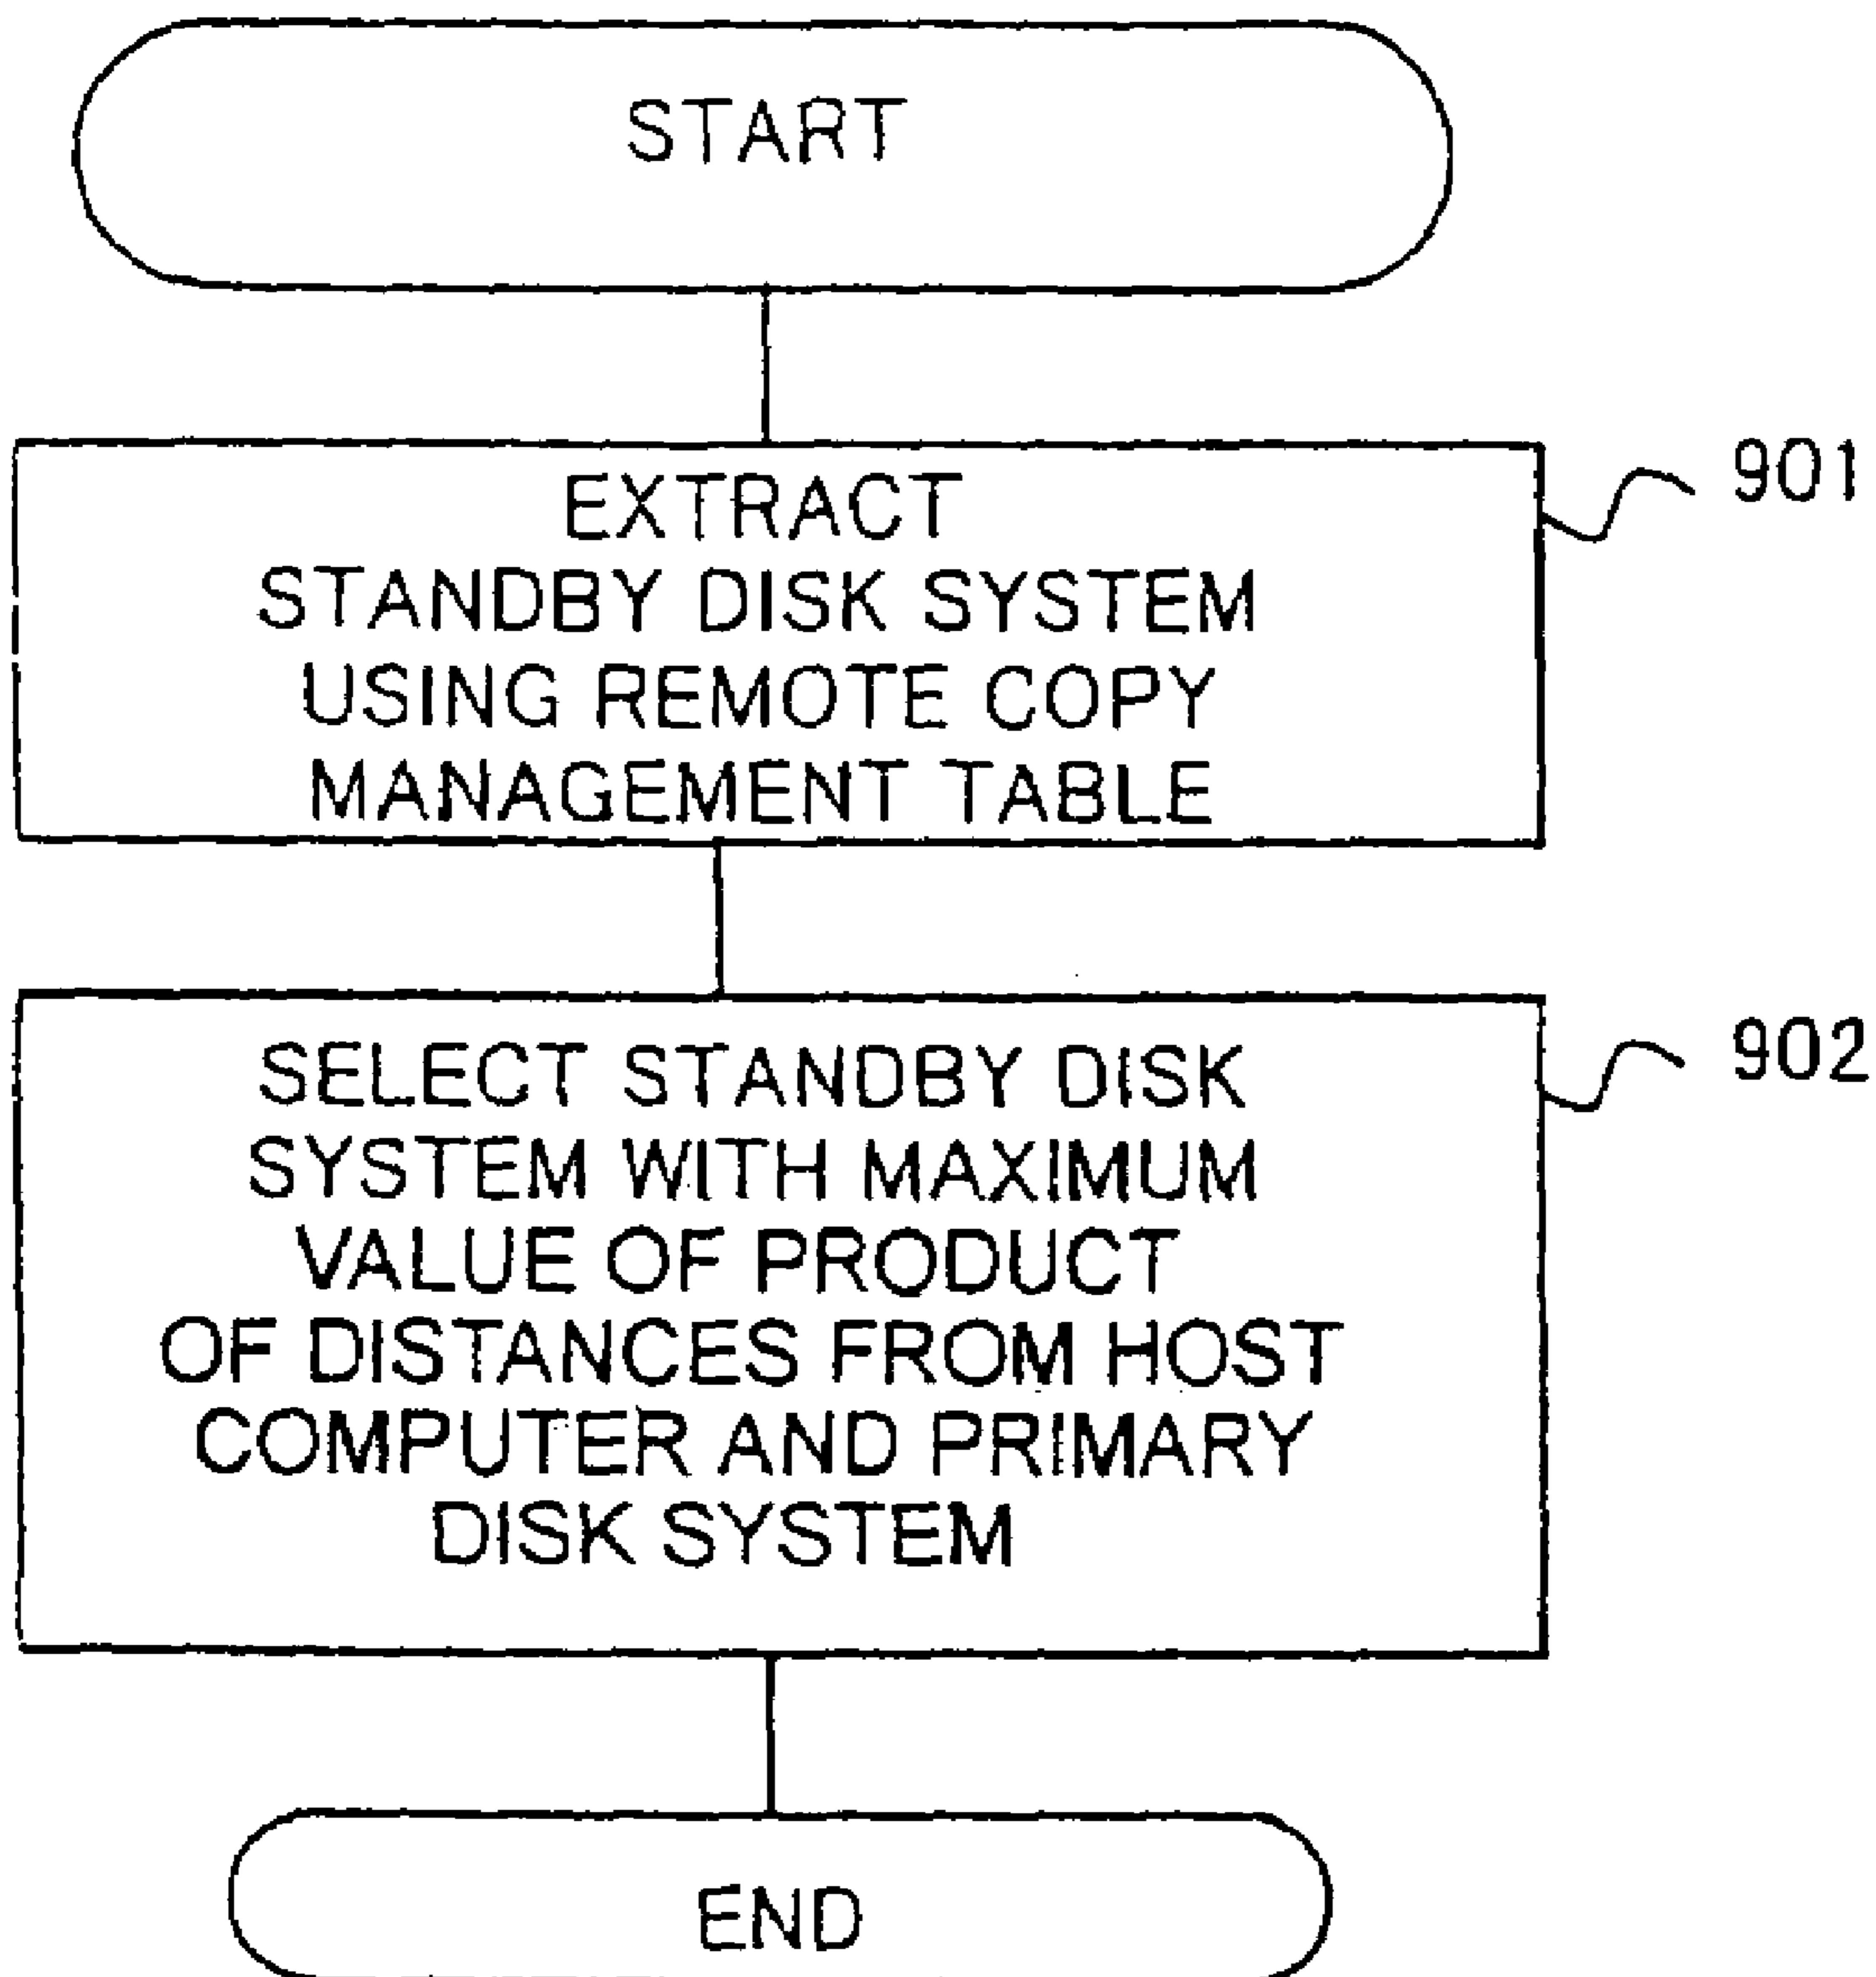 START
EXTRACT
STANDBY DISK SYSTEM
USING REMOTE COPY
MANAGEMENT TABLE
901
SELECT STANDBY DISK
SYSTEM WITH MAXIMUM
VALUE OF PRODUCT
OF DISTANCES FROM HOST
COMPUTER AND PRIMARY
DISK SYSTEM
902
END